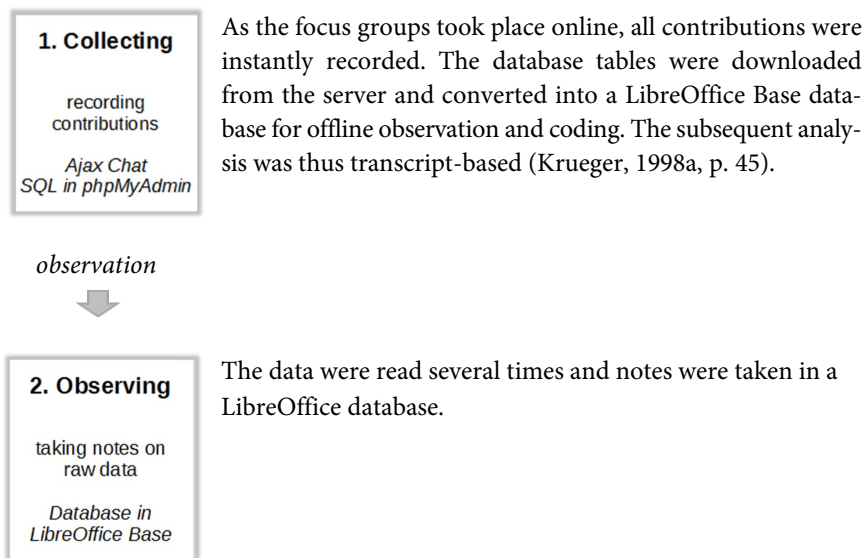 1. Collecting
recording
contributions
Ajax Chat
SQL in phpMyAdmin
As the focus groups took place online, all contributions were
instantly recorded. The database tables were downloaded
from the server and converted into a LibreOffice Base data-
base for offline observation and coding. The subsequent analy-
sis was thus transcript-based (Krueger, 1998a, p. 45).
observation
2. Observing
taking notes on
raw data
Database in
LibreOffice Base
The data were read several times and notes were taken in a
LibreOffice database.